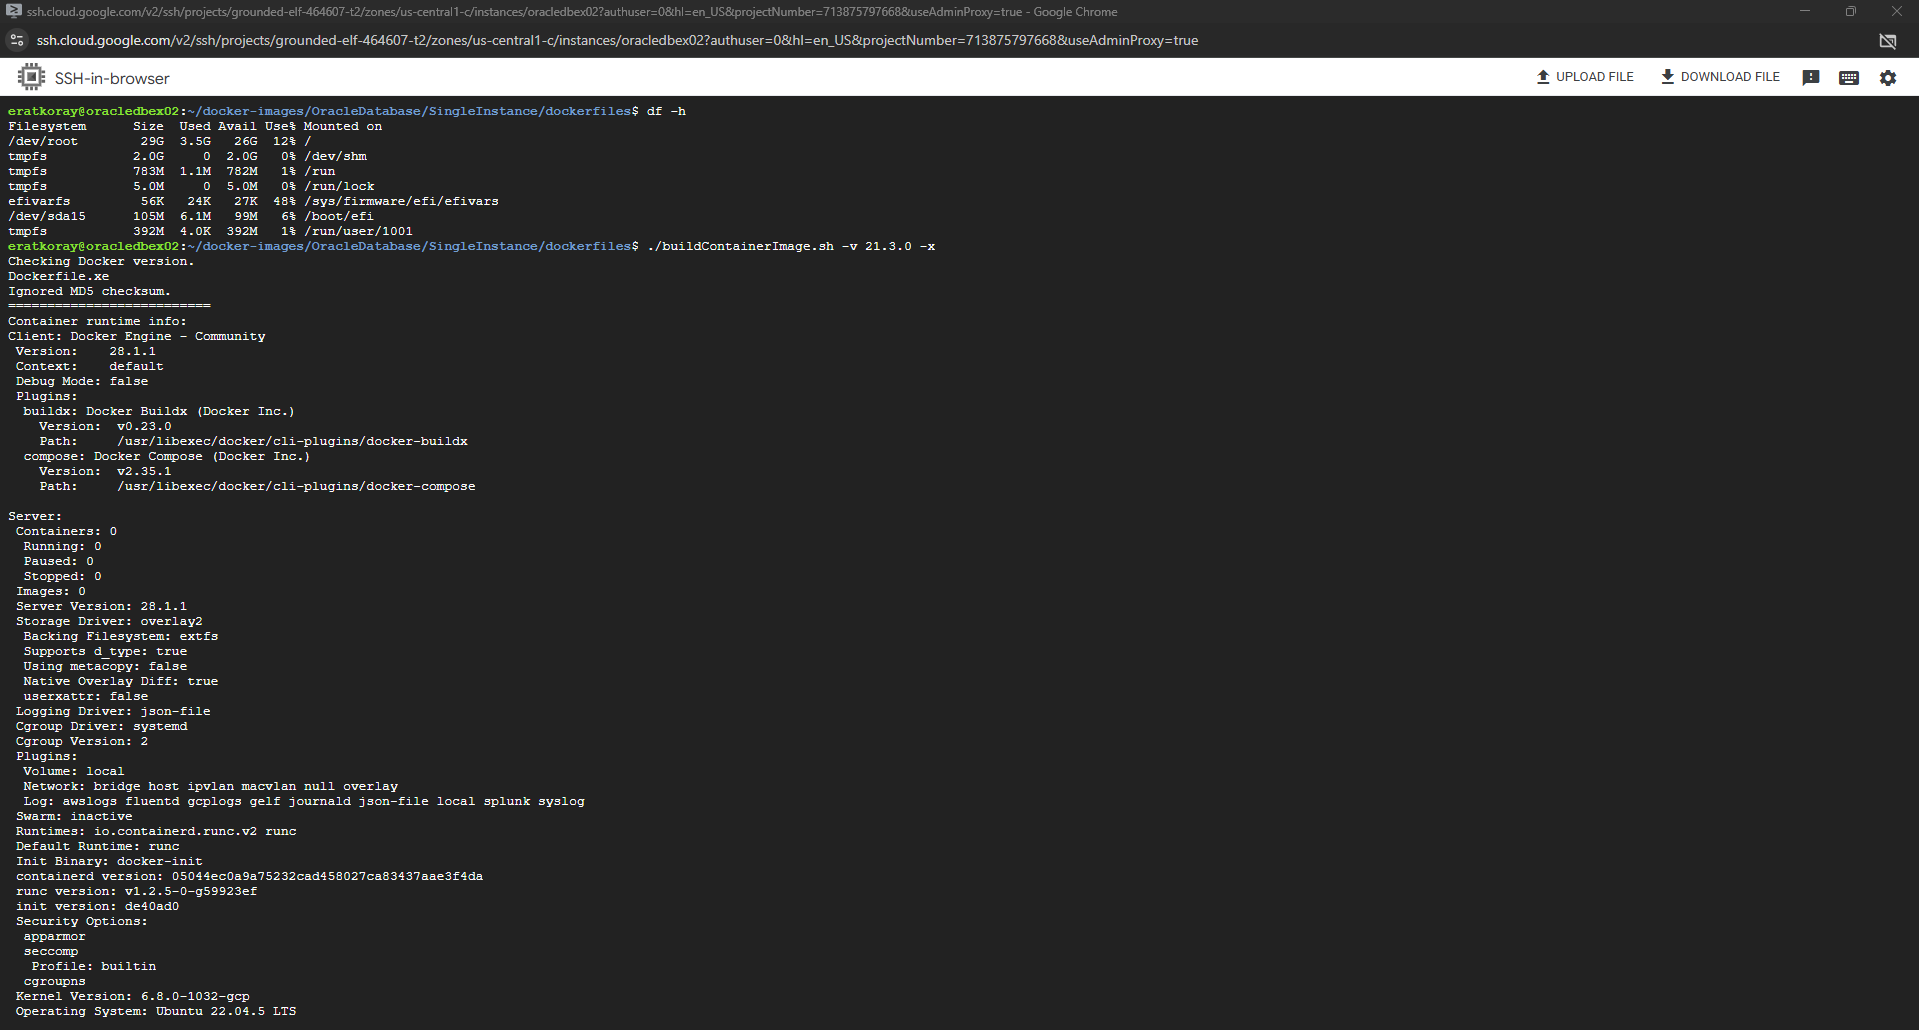 ssh.cloud.google.com/v2/ssh/projects/grounded-elf-464607-t2/zones/us-central1-c/instances/oracledbex02?authuser=0&hl=en_US&projectNumber=713875797668&useAdminProxy=true - Google Chrome
ssh.cloud.google.com/v2/ssh/projects/grounded-elf-464607-t2/zones/us-central1-c/instances/oracledbex02?authuser=0&hl=en_US&projectNumber=713875797668&useAdminProxy=true
SSH-in-browser UPLOAD FILE DOWNLOAD FILE
eratkoray@oracledbex02:~/docker-images/OracleDatabase/SingleInstance/dockerfiles$ df -h
Filesystem      Size  Used Avail Use% Mounted on
/dev/root        29G  3.5G   26G  12% /
tmpfs           2.0G     0  2.0G   0% /dev/shm
tmpfs           783M  1.1M  782M   1% /run
tmpfs           5.0M     0  5.0M   0% /run/lock
efivarfs         56K   24K   27K  48% /sys/firmware/efi/efivars
/dev/sda15      105M  6.1M   99M   6% /boot/efi
tmpfs           392M  4.0K  392M   1% /run/user/1001
eratkoray@oracledbex02:~/docker-images/OracleDatabase/SingleInstance/dockerfiles$ ./buildContainerImage.sh -v 21.3.0 -x
Checking Docker version.
Dockerfile.xe
Ignored MD5 checksum.
==========================
Container runtime info:
Client: Docker Engine - Community
 Version:    28.1.1
 Context:    default
 Debug Mode: false
 Plugins:
  buildx: Docker Buildx (Docker Inc.)
    Version:  v0.23.0
    Path:     /usr/libexec/docker/cli-plugins/docker-buildx
  compose: Docker Compose (Docker Inc.)
    Version:  v2.35.1
    Path:     /usr/libexec/docker/cli-plugins/docker-compose
Server:
 Containers: 0
  Running: 0
  Paused: 0
  Stopped: 0
 Images: 0
 Server Version: 28.1.1
 Storage Driver: overlay2
  Backing Filesystem: extfs
  Supports d_type: true
  Using metacopy: false
  Native Overlay Diff: true
  userxattr: false
 Logging Driver: json-file
 Cgroup Driver: systemd
 Cgroup Version: 2
 Plugins:
  Volume: local
  Network: bridge host ipvlan macvlan null overlay
  Log: awslogs fluentd gcplogs gelf journald json-file local splunk syslog
 Swarm: inactive
 Runtimes: io.containerd.runc.v2 runc
 Default Runtime: runc
 Init Binary: docker-init
 containerd version: 05044ec0a9a75232cad458027ca83437aae3f4da
 runc version: v1.2.5-0-g59923ef
 init version: de40ad0
 Security Options:
  apparmor
  seccomp
   Profile: builtin
  cgroupns
 Kernel Version: 6.8.0-1032-gcp
 Operating System: Ubuntu 22.04.5 LTS